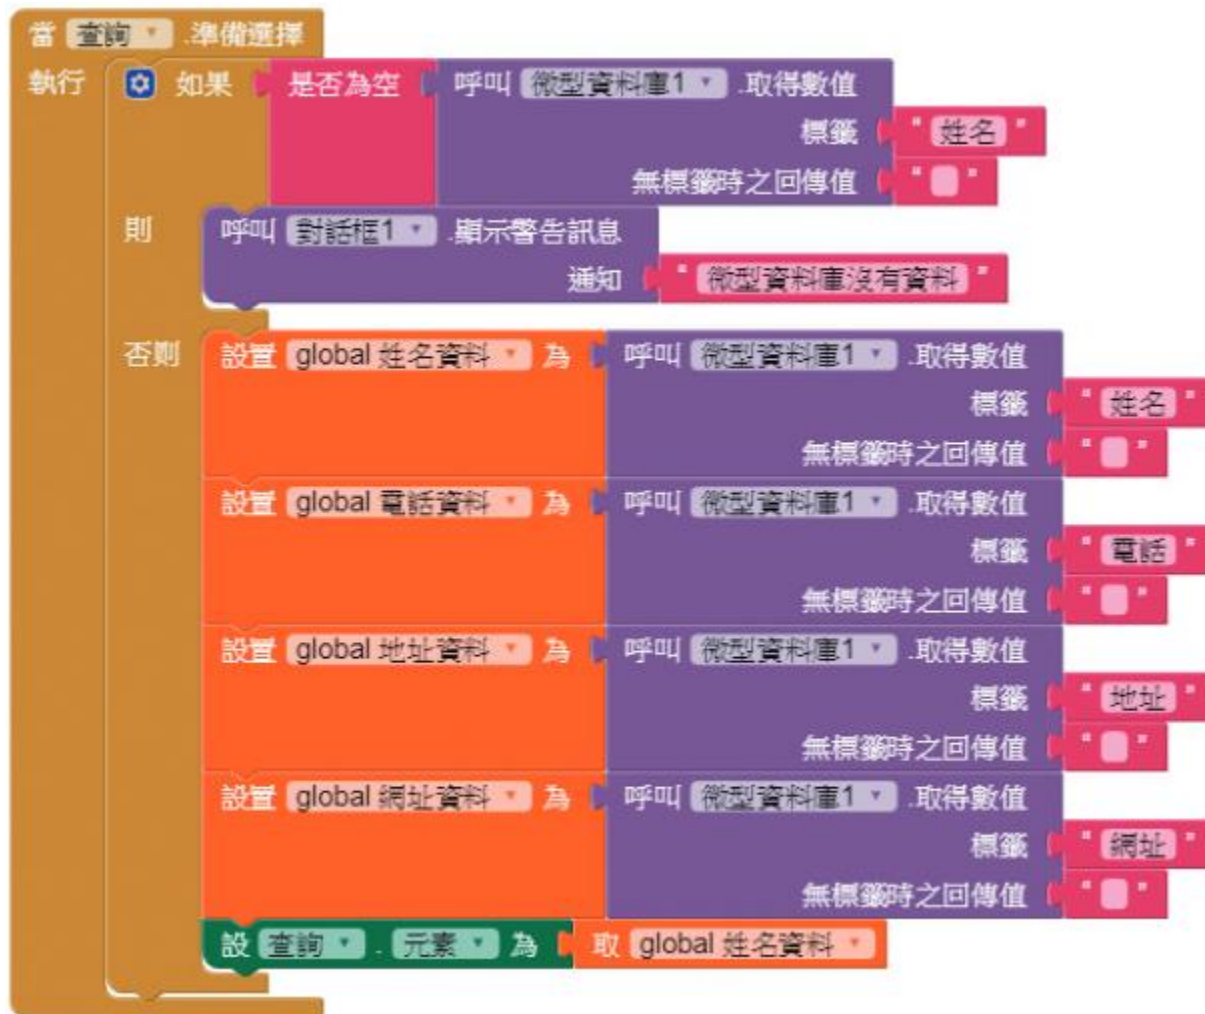 當 查詢 .準備選擇
執行 如果 是否為空 呼叫 微型資料庫1 .取得數值
標籤 "姓名"
無標籤時之回傳值 " "
則 呼叫 對話框1 .顯示警告訊息
通知 "微型資料庫沒有資料"
否則 設置 global 姓名資料 為 呼叫 微型資料庫1 .取得數值
標籤 "姓名"
無標籤時之回傳值 " "
設置 global 電話資料 為 呼叫 微型資料庫1 .取得數值
標籤 "電話"
無標籤時之回傳值 " "
設置 global 地址資料 為 呼叫 微型資料庫1 .取得數值
標籤 "地址"
無標籤時之回傳值 " "
設置 global 網址資料 為 呼叫 微型資料庫1 .取得數值
標籤 "網址"
無標籤時之回傳值 " "
設 查詢 . 元素 為 取 global 姓名資料